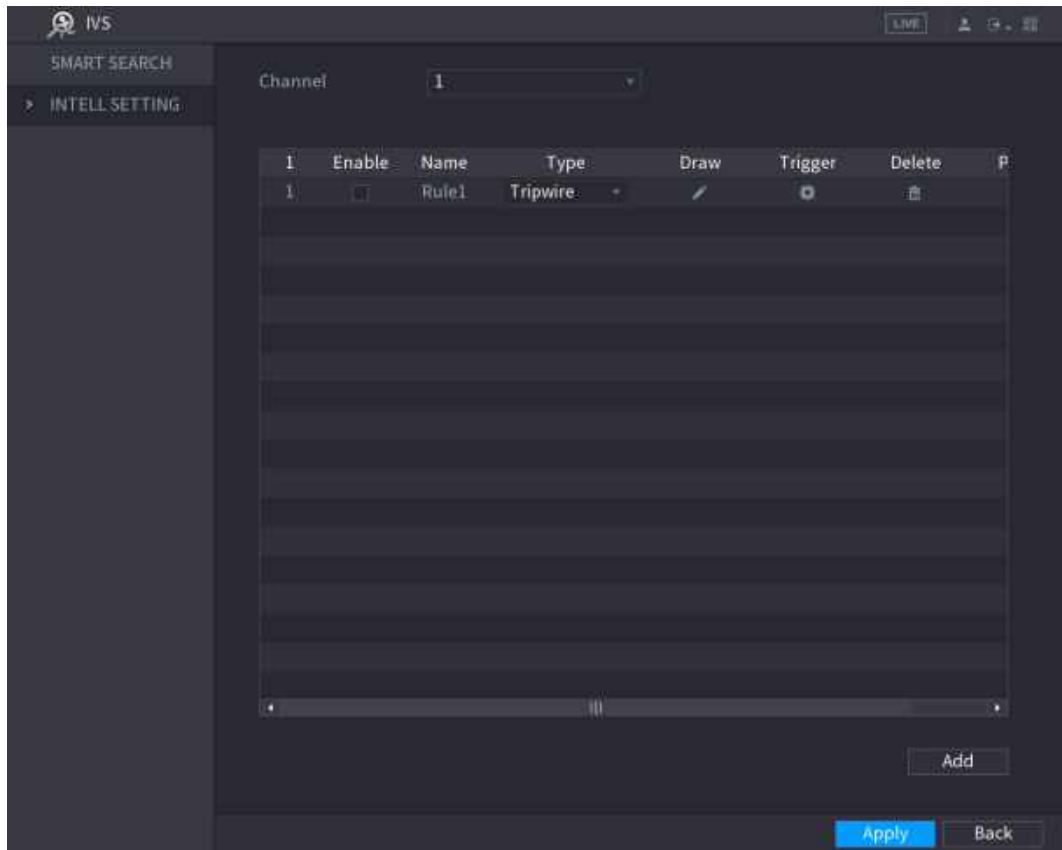 IVS LIVE
SMART SEARCH
INTELL SETTING
Channel 1
1 Enable Name Type Draw Trigger Delete P
1 Rule1 Tripwire
Add
Apply Back